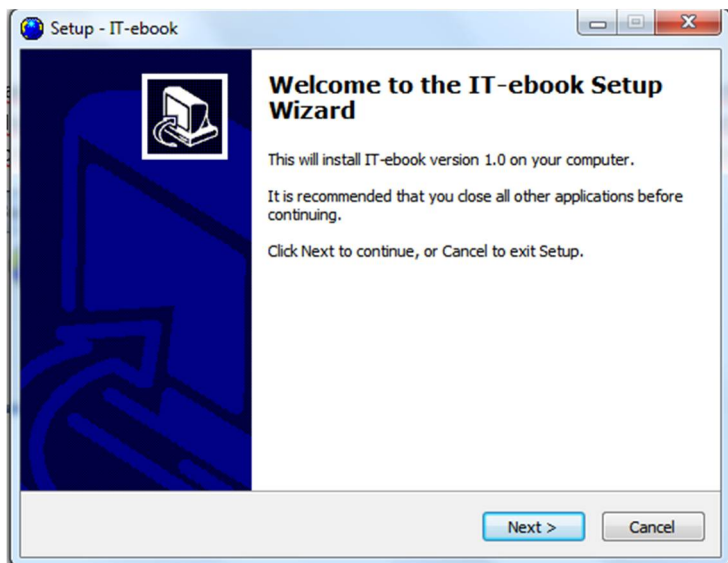 Setup - IT-ebook
Welcome to the IT-ebook Setup
Wizard
This will install IT-ebook version 1.0 on your computer.
It is recommended that you close all other applications before
continuing.
Click Next to continue, or Cancel to exit Setup.
Next >
Cancel